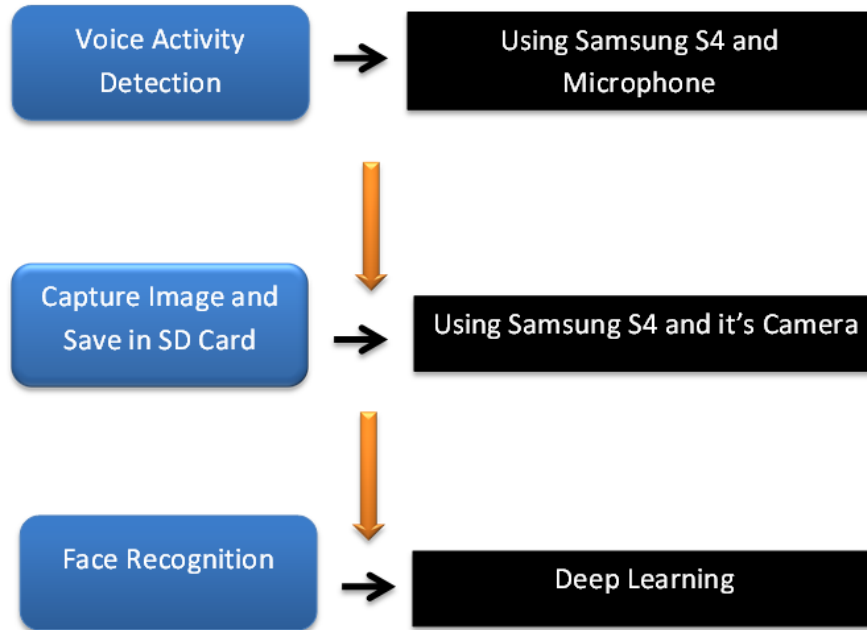 Voice Activity
Detection
Using Samsung S4 and
Microphone
Capture Image and
Save in SD Card
Using Samsung S4 and it's Camera
Face Recognition
Deep Learning